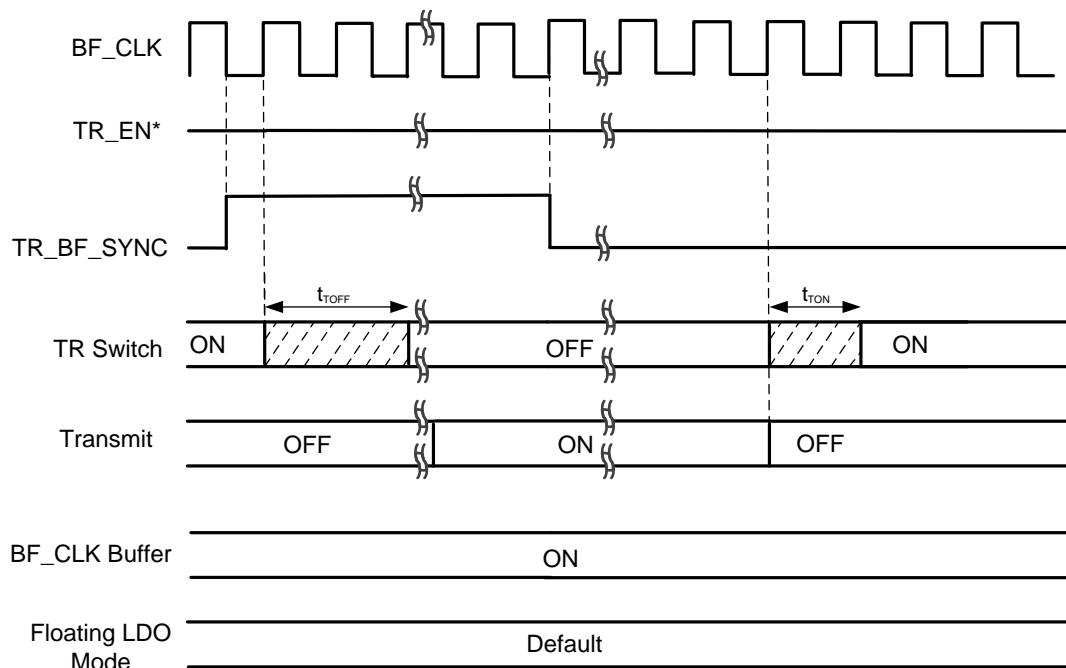 BF_CLK
TR_EN*
TR_BF_SYNC
tTOFF
tTON
TR Switch
ON
OFF
ON
Transmit
OFF
ON
OFF
BF_CLK Buffer
ON
Floating LDO
Mode
Default